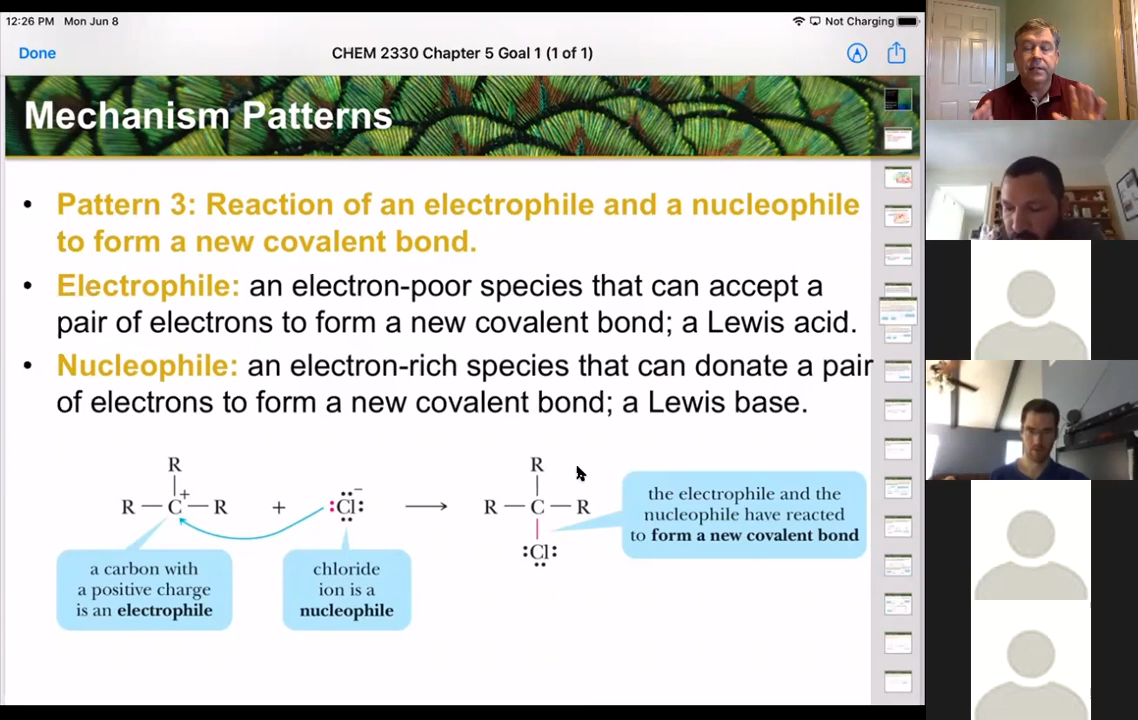 12:26 PM Mon Jun 8
Not Charging
Done
CHEM 2330 Chapter 5 Goal 1 (1 of 1)
Mechanism Patterns
• Pattern 3: Reaction of an electrophile and a nucleophile
to form a new covalent bond.
• Electrophile: an electron-poor species that can accept a
pair of electrons to form a new covalent bond; a Lewis acid.
• Nucleophile: an electron-rich species that can donate a pair
of electrons to form a new covalent bond; a Lewis base.
R
R — C+ — R + :Cl:− → R — C — R
R
:Cl:
a carbon with
a positive charge
is an electrophile
chloride
ion is a
nucleophile
the electrophile and the
nucleophile have reacted
to form a new covalent bond